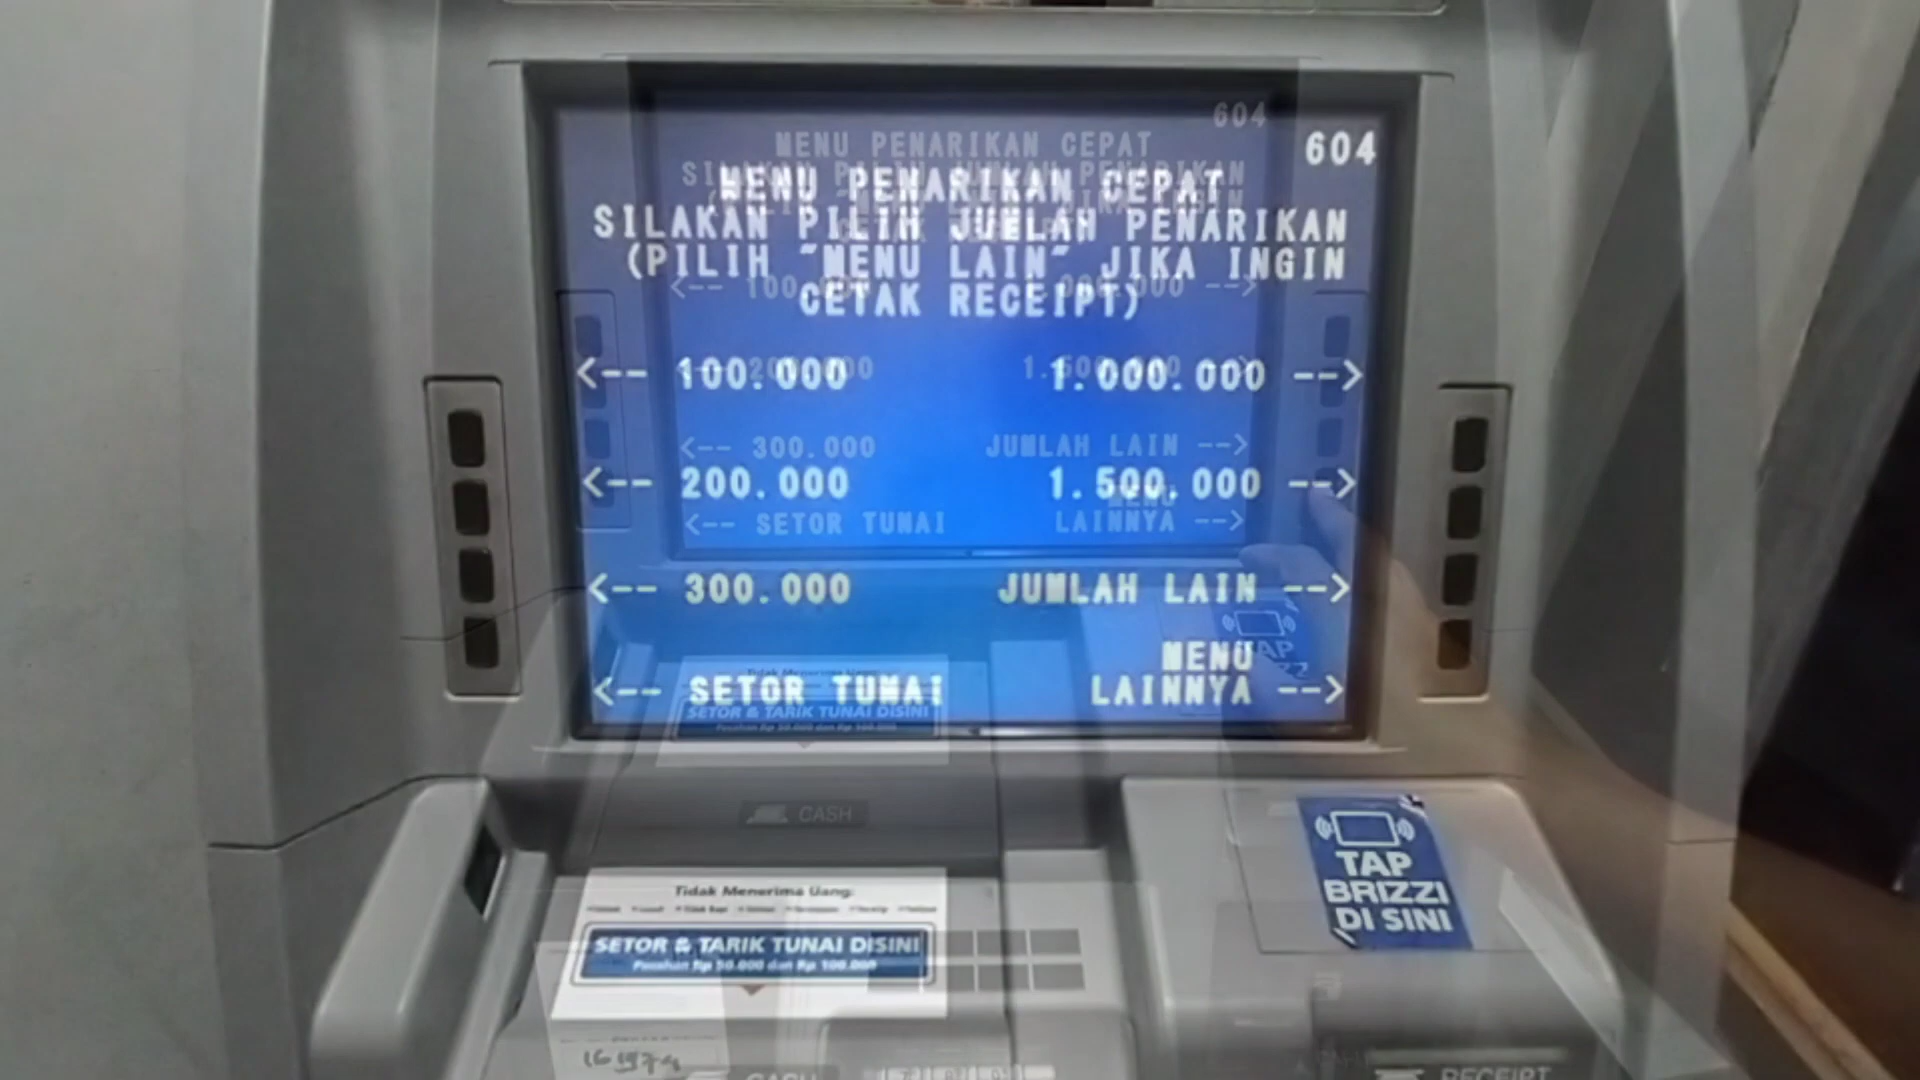 604
MENU PENARIKAN CEPAT
SILAKAN PILIH JUMLAH PENARIKAN
(PILIH "MENU LAIN" JIKA INGIN
CETAK RECEIPT)
<-- 100.000 1.000.000 -->
<-- 200.000 1.500.000 -->
<-- 300.000 JUMLAH LAIN -->
MENU
<-- SETOR TUNAI LAINNYA -->
CASH
TAP
BRIZZI
DI SINI
Tidak Menerima Uang:
SETOR & TARIK TUNAI DISINI
Pecahan Rp 50.000 dan Rp 100.000
CASH
RECEIPT